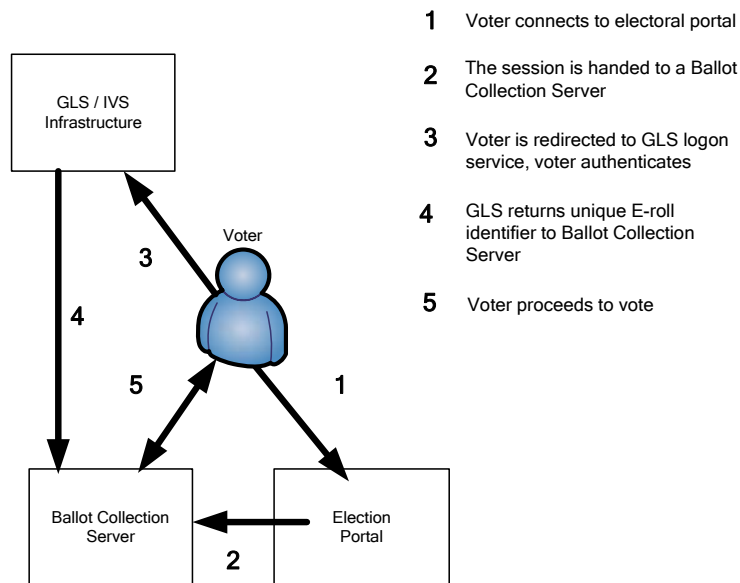 1 Voter connects to electoral portal
2 The session is handed to a Ballot
Collection Server
3 Voter is redirected to GLS logon
service, voter authenticates
4 GLS returns unique E-roll
identifier to Ballot Collection
Server
5 Voter proceeds to vote
GLS / IVS
Infrastructure
Voter
3
4
5
1
Ballot Collection
Server
2
Election
Portal